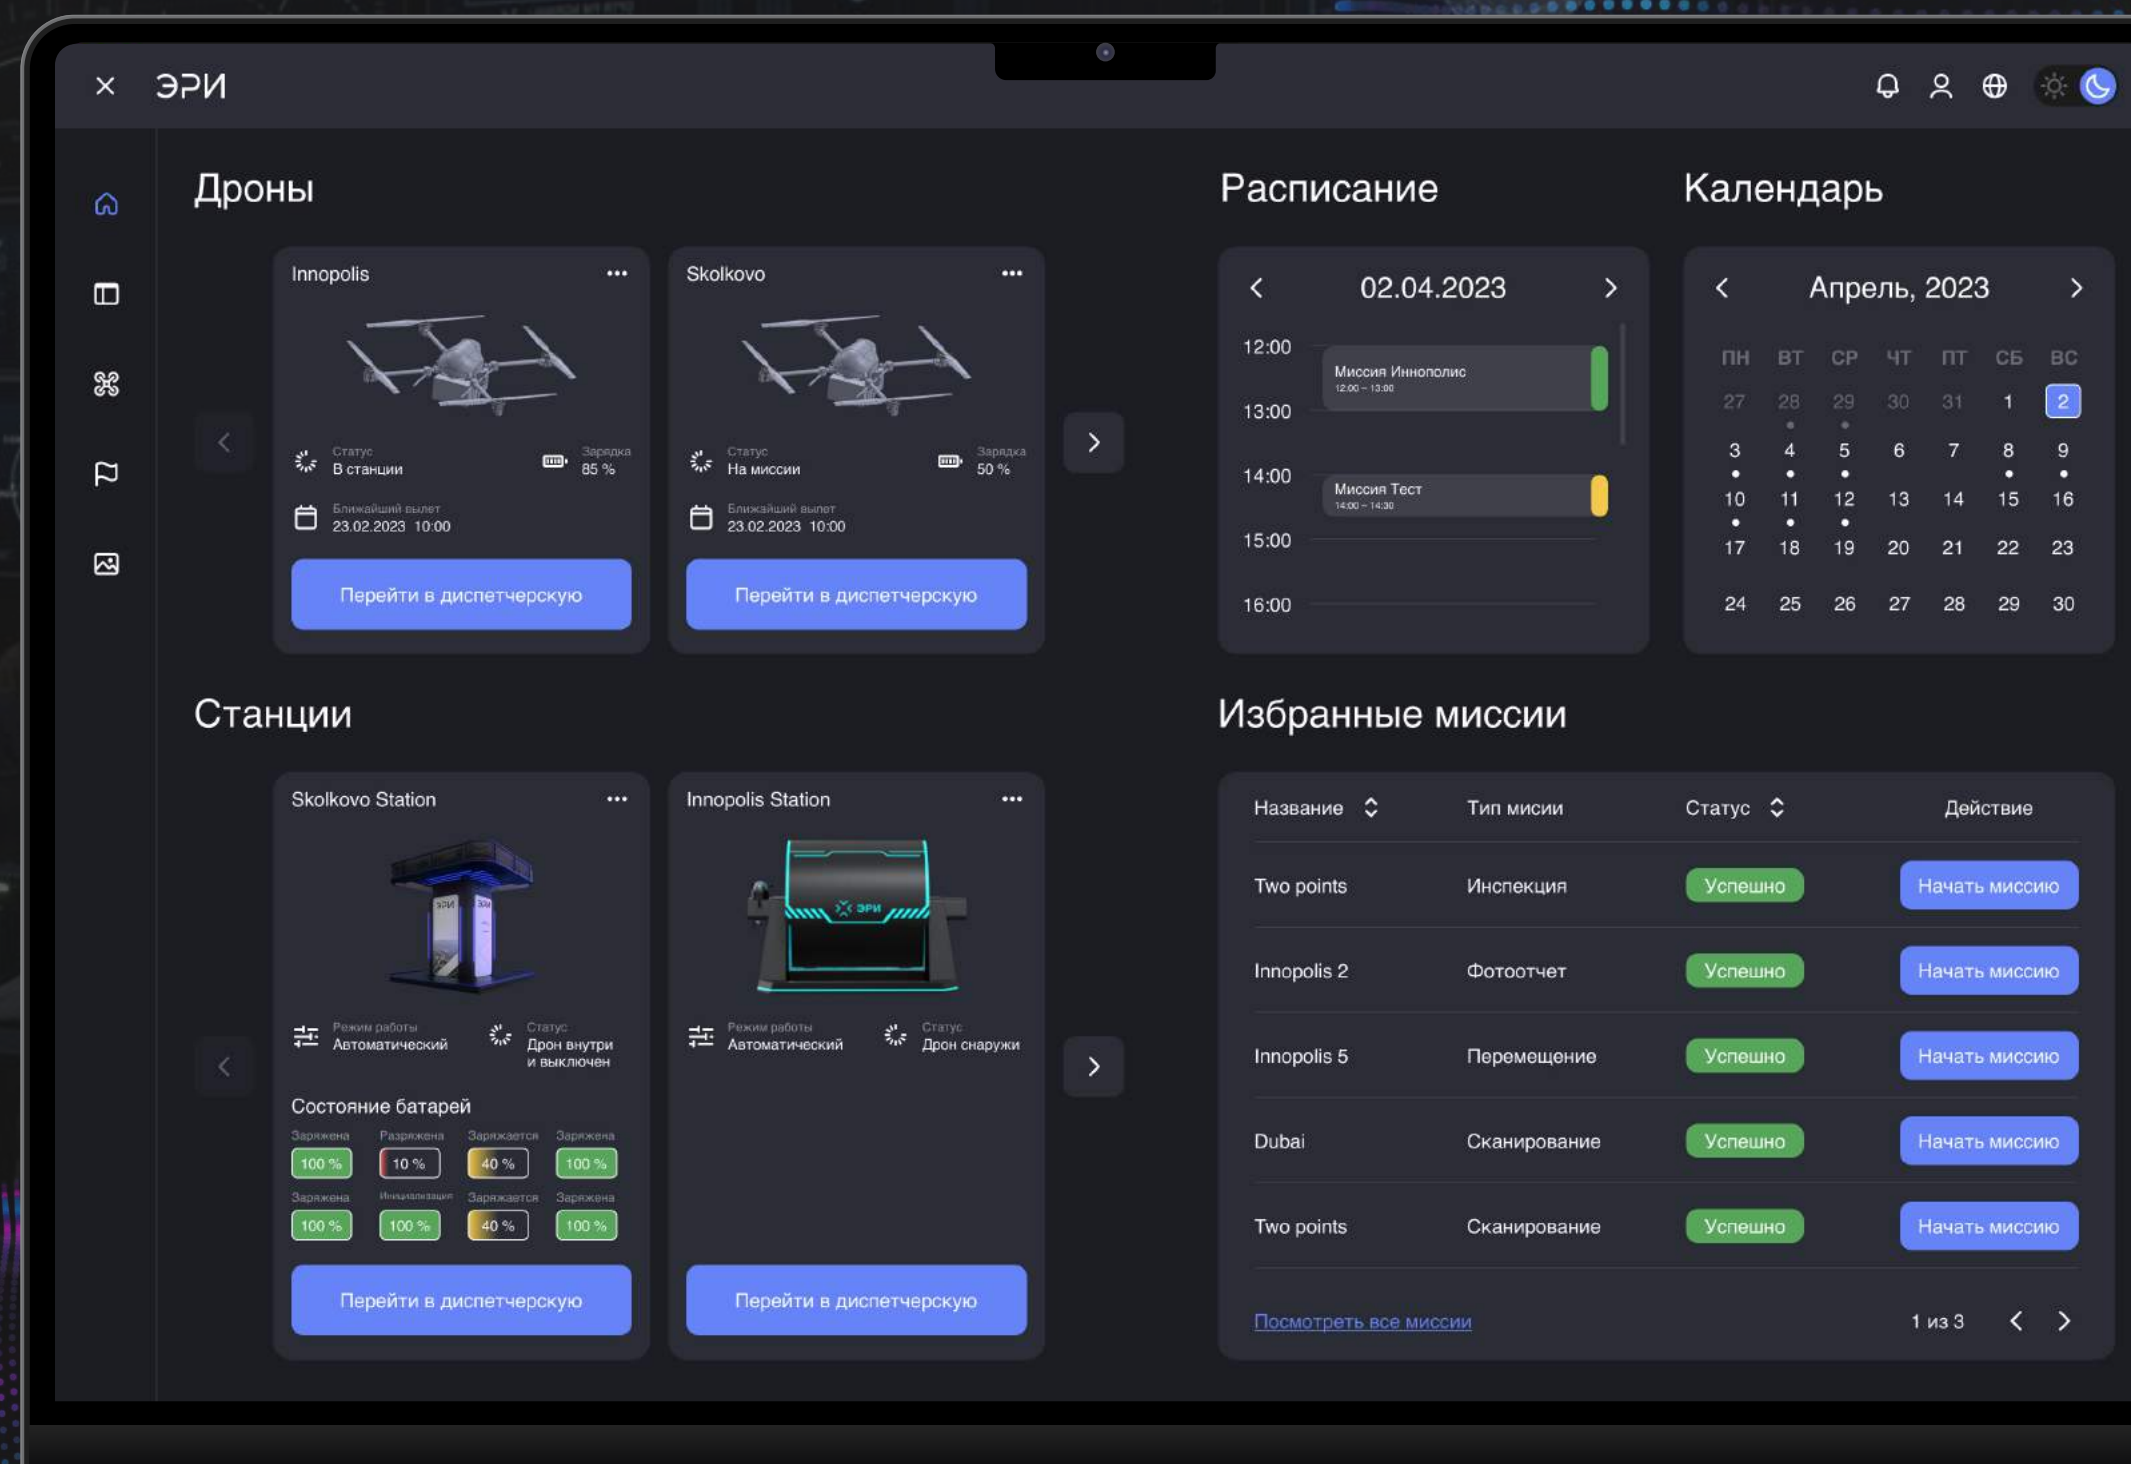 ЭРИ
Дроны
Innopolis
Статус
В станции
Зарядка
85 %
Ближайший вылет
23.02.2023 10:00
Перейти в диспетчерскую
Skolkovo
Статус
На миссии
Зарядка
50 %
Ближайший вылет
23.02.2023 10:00
Перейти в диспетчерскую
Расписание
02.04.2023
12:00
Миссия Иннополис
12:00 – 13:00
13:00
14:00
Миссия Тест
14:00 – 14:30
15:00
16:00
Календарь
Апрель, 2023
ПН ВТ СР ЧТ ПТ СБ ВС
27 28 29 30 31 1 2
3 4 5 6 7 8 9
10 11 12 13 14 15 16
17 18 19 20 21 22 23
24 25 26 27 28 29 30
Станции
Skolkovo Station
ЭРИ
ЭРИ
Режим работы
Автоматический
Статус
Дрон внутри
и выключен
Состояние батарей
Заряжена Разряжена Заряжается Заряжена
100 % 10 % 40 % 100 %
Заряжена Инициализация Заряжается Заряжена
100 % 100 % 40 % 100 %
Перейти в диспетчерскую
Innopolis Station
ЭРИ
Режим работы
Автоматический
Статус
Дрон снаружи
Перейти в диспетчерскую
Избранные миссии
Название Тип мисии Статус Действие
Two points Инспекция Успешно Начать миссию
Innopolis 2 Фотоотчет Успешно Начать миссию
Innopolis 5 Перемещение Успешно Начать миссию
Dubai Сканирование Успешно Начать миссию
Two points Сканирование Успешно Начать миссию
Посмотреть все миссии
1 из 3